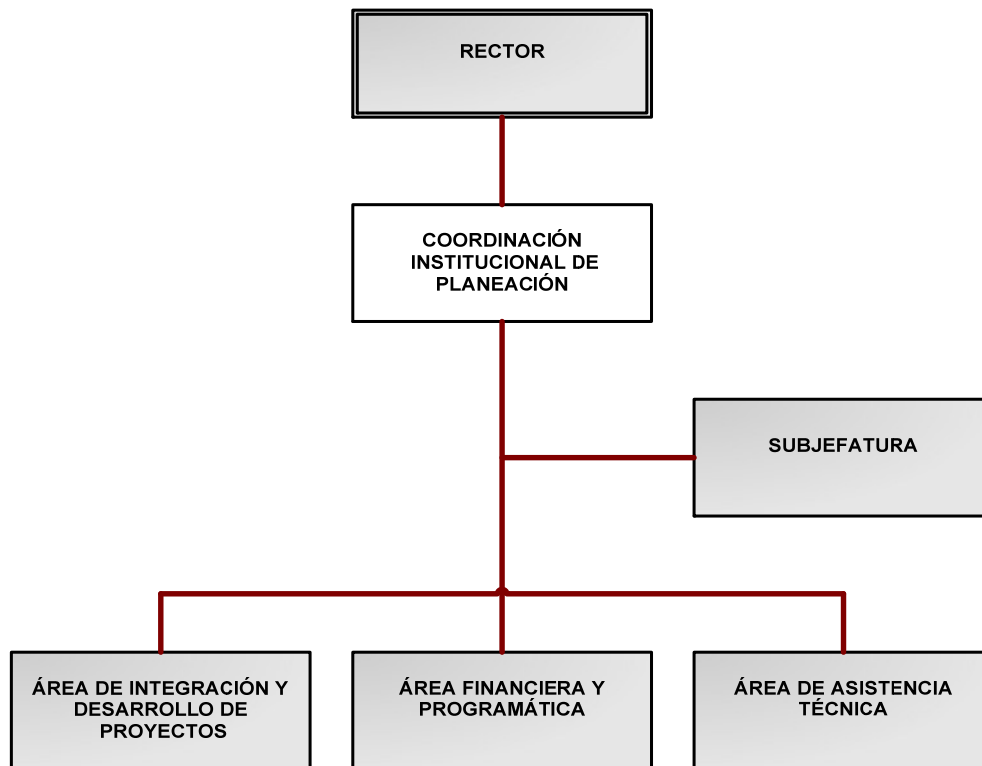 RECTOR
COORDINACIÓN
INSTITUCIONAL DE
PLANEACIÓN
SUBJEFATURA
ÁREA DE INTEGRACIÓN Y
DESARROLLO DE
PROYECTOS
ÁREA FINANCIERA Y
PROGRAMÁTICA
ÁREA DE ASISTENCIA
TÉCNICA